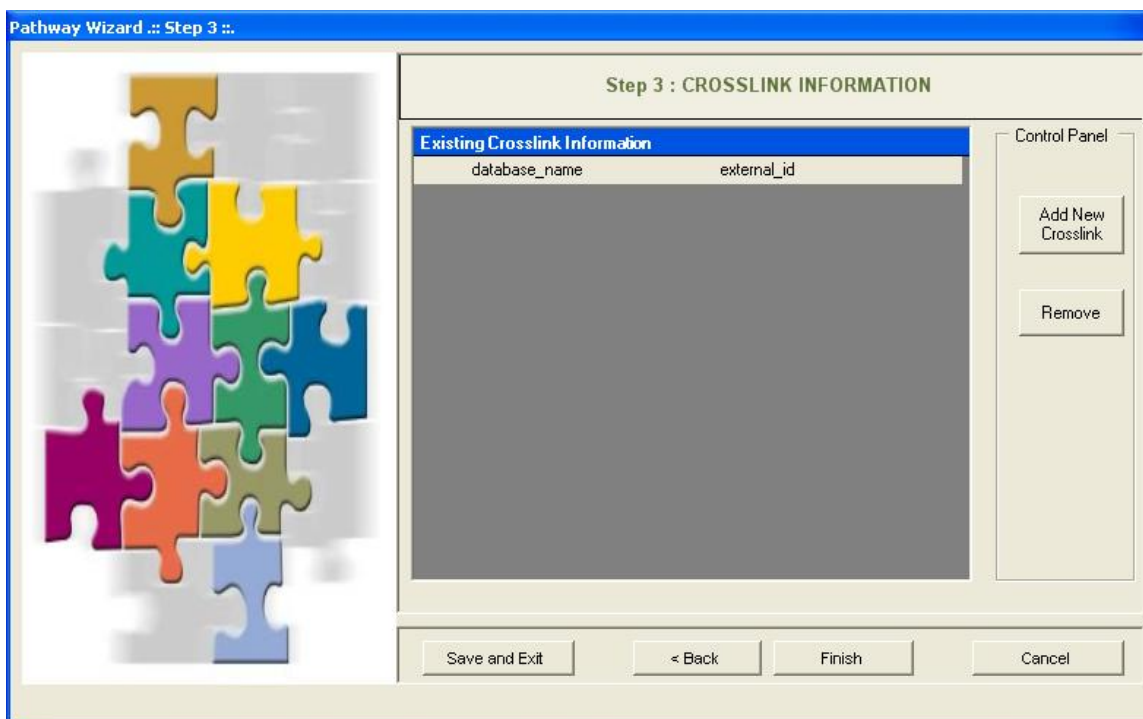 Pathway Wizard .:: Step 3 ::.
Step 3 : CROSSLINK INFORMATION
Existing Crosslink Information
database_name external_id
Control Panel
Add New
Crosslink
Remove
Save and Exit
< Back
Finish
Cancel